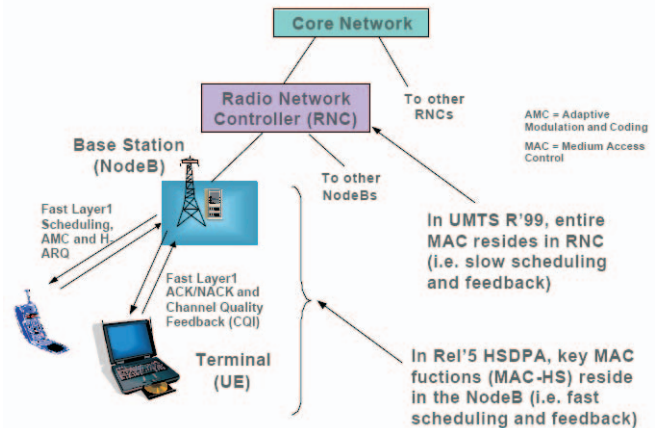 Core Network
Radio Network
Controller (RNC)
To other
RNCs
AMC = Adaptive
Modulation and Coding
MAC = Medium Access
Control
Base Station
(NodeB)
To other
NodeBs
Fast Layer1
Scheduling,
AMC and H-
ARQ
In UMTS R'99, entire
MAC resides in RNC
(i.e. slow scheduling
and feedback)
Fast Layer1
ACK/NACK and
Channel Quality
Feedback (CQI)
Terminal
(UE)
In Rel'5 HSDPA, key MAC
fuctions (MAC-HS) reside
in the NodeB (i.e. fast
scheduling and feedback)